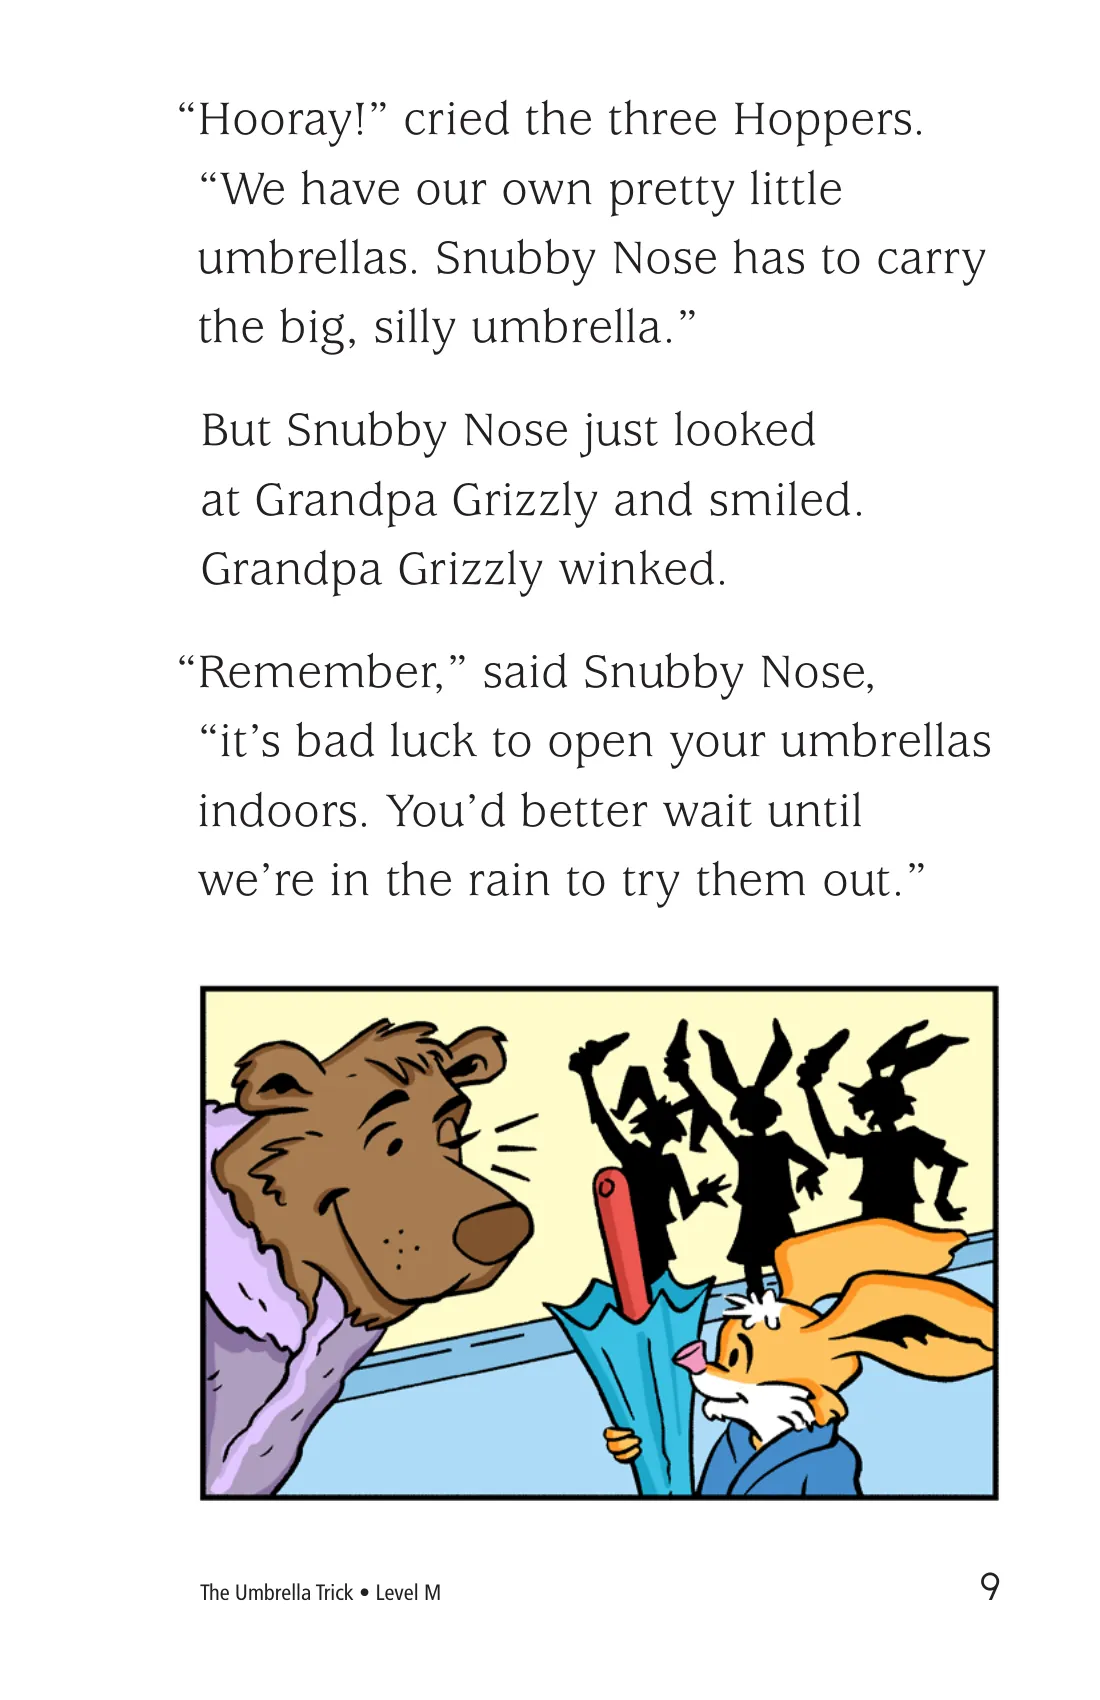 “Hooray!” cried the three Hoppers.
“We have our own pretty little
umbrellas. Snubby Nose has to carry
the big, silly umbrella.”
But Snubby Nose just looked
at Grandpa Grizzly and smiled.
Grandpa Grizzly winked.
“Remember,” said Snubby Nose,
“it’s bad luck to open your umbrellas
indoors. You’d better wait until
we’re in the rain to try them out.”
The Umbrella Trick • Level M
9